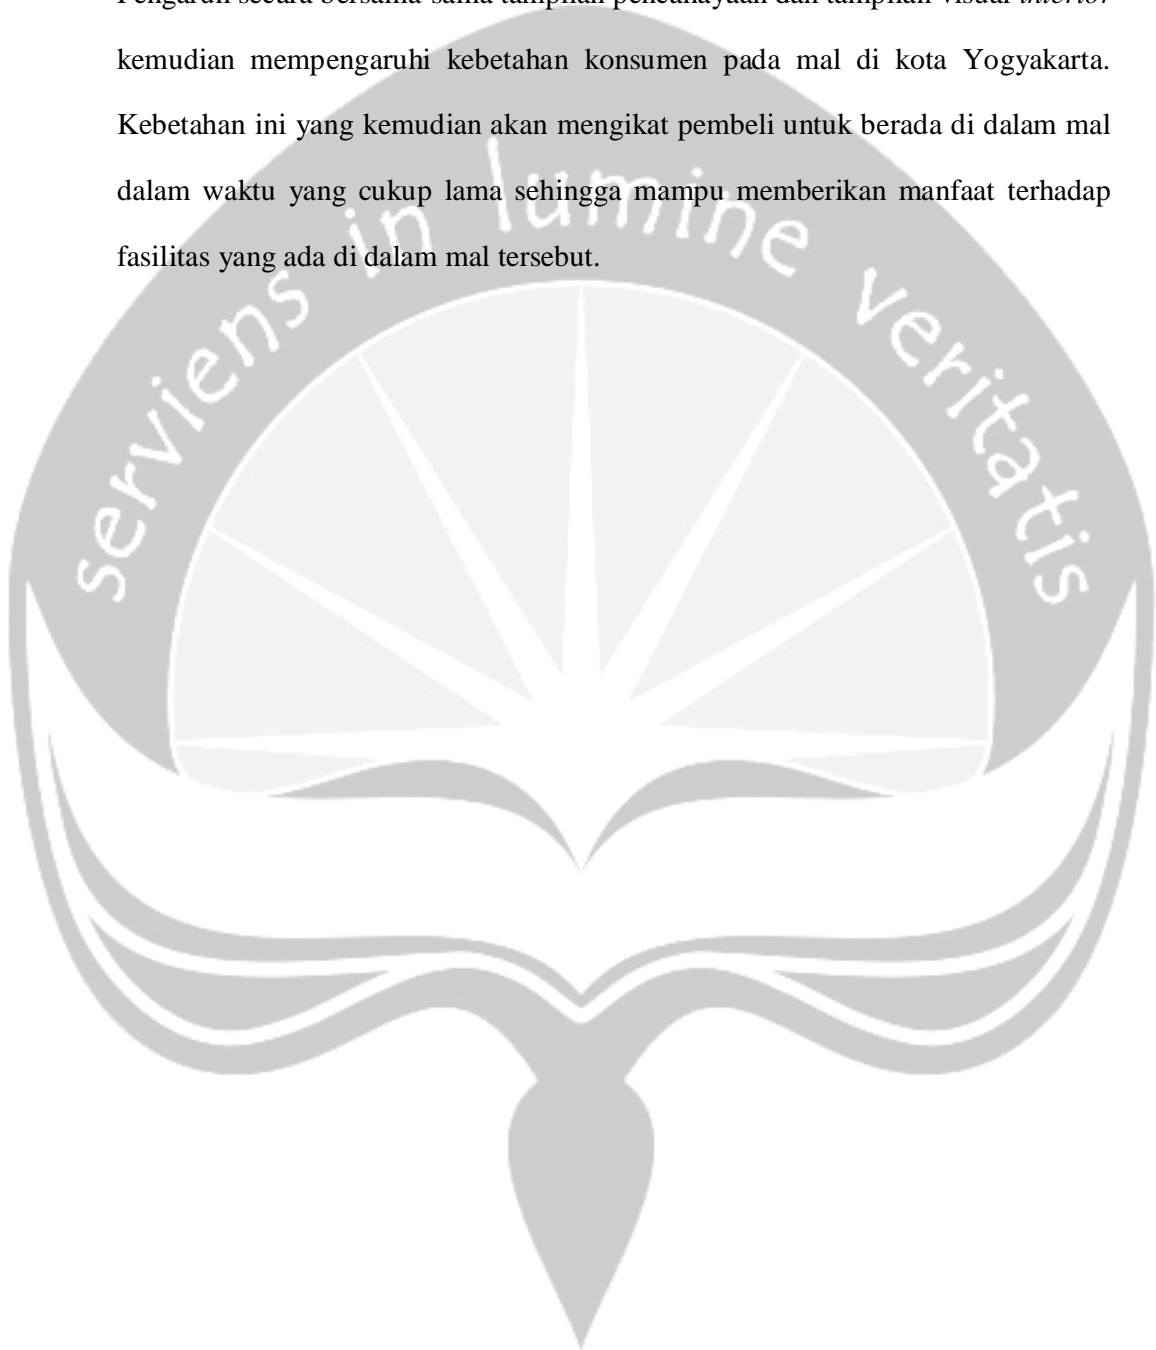 Pengaruh secara bersama-sama tampilan pencahayaan dan tampilan visual interior
kemudian mempengaruhi kebetahan konsumen pada mal di kota Yogyakarta.
Kebetahan ini yang kemudian akan mengikat pembeli untuk berada di dalam mal
dalam waktu yang cukup lama sehingga mampu memberikan manfaat terhadap
fasilitas yang ada di dalam mal tersebut.
serviens in lumine veritatis